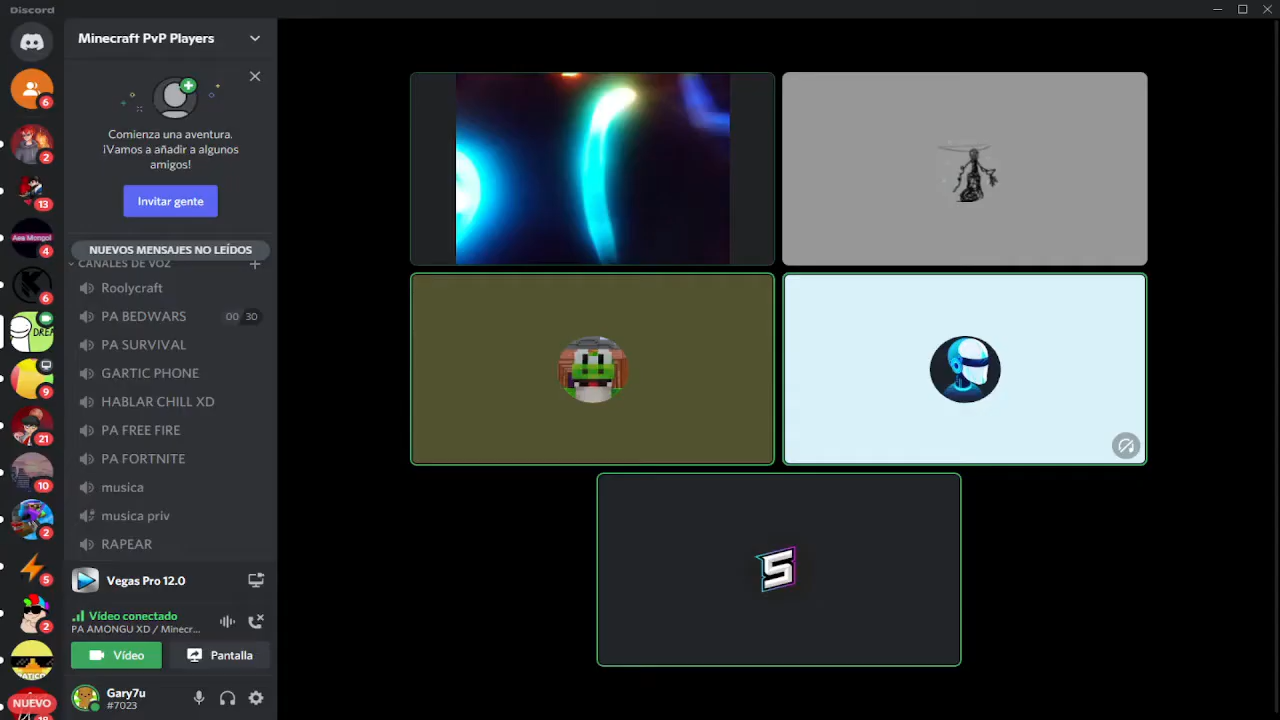 Discord
Minecraft PvP Players
Comienza una aventura.
¡Vamos a añadir a algunos
amigos!
Invitar gente
NUEVOS MENSAJES NO LEÍDOS
CANALES DE VOZ
Roolycraft
PA BEDWARS 00 30
PA SURVIVAL
GARTIC PHONE
HABLAR CHILL XD
PA FREE FIRE
PA FORTNITE
musica
musica priv
RAPEAR
Vegas Pro 12.0
Vídeo conectado
PA AMONGU XD / Minecr...
Vídeo
Pantalla
Gary7u
#7023
6
2
13
Aea Mongol
4
6
DREA
9
21
10
2
5
2
NUEVO
S